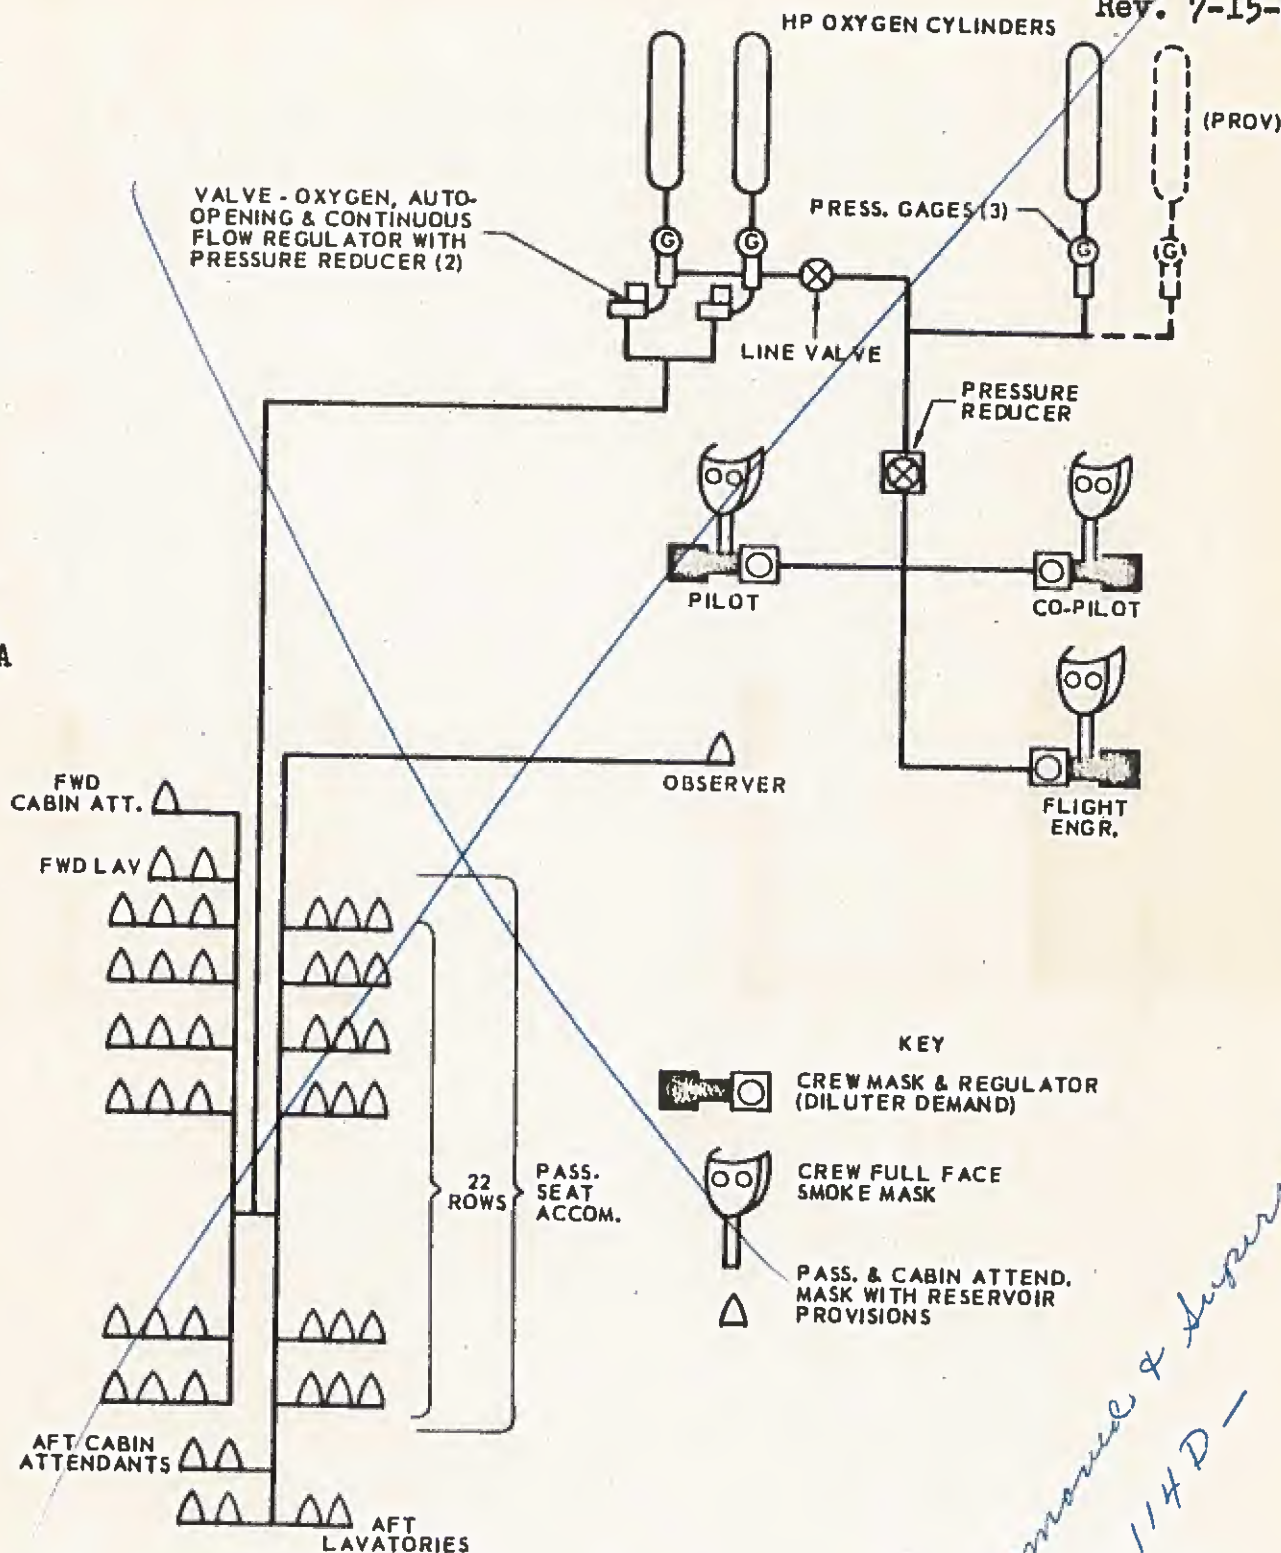 Rev. 7-15-
HP OXYGEN CYLINDERS
(PROV)
VALVE - OXYGEN, AUTO-
OPENING & CONTINUOUS
FLOW REGULATOR WITH
PRESSURE REDUCER (2)
PRESS. GAGES (3)
G
G
G
G
LINE VALVE
PRESSURE
REDUCER
PILOT
CO-PILOT
A
OBSERVER
FLIGHT
ENGR.
FWD
CABIN ATT.
FWD LAV
22
ROWS
PASS.
SEAT
ACCOM.
KEY
CREW MASK & REGULATOR
(DILUTER DEMAND)
CREW FULL FACE
SMOKE MASK
PASS. & CABIN ATTEND.
MASK WITH RESERVOIR
PROVISIONS
AFT CABIN
ATTENDANTS
AFT
LAVATORIES
&
114D -